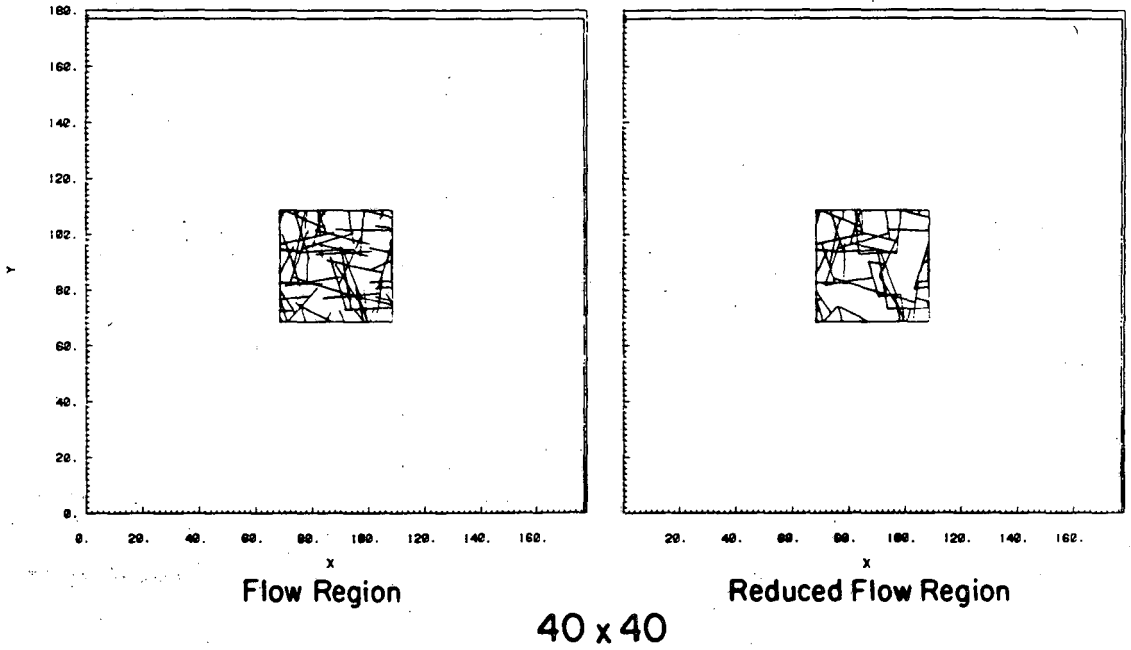 180.
160.
140.
120.
100.
80.
60.
40.
20.
0.
Y
0. 20. 40. 60. 80. 100. 120. 140. 160.
X
Flow Region
20. 40. 60. 80. 100. 120. 140. 160.
X
Reduced Flow Region
40 x 40